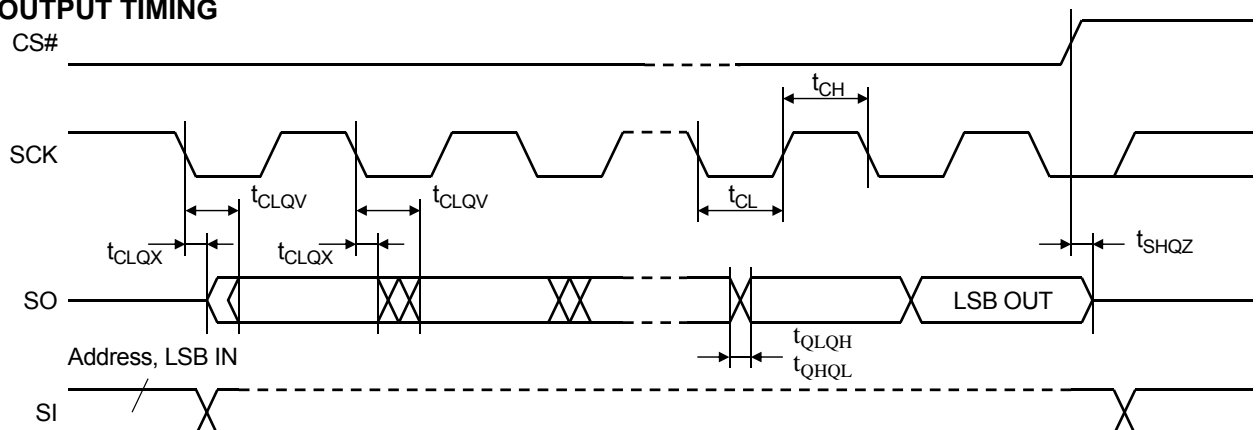 OUTPUT TIMING
CS#
tCH
SCK
tCLQV
tCLQV
tCL
tCLQX
tCLQX
tSHQZ
SO
LSB OUT
tQLQH
tQHQL
Address, LSB IN
SI